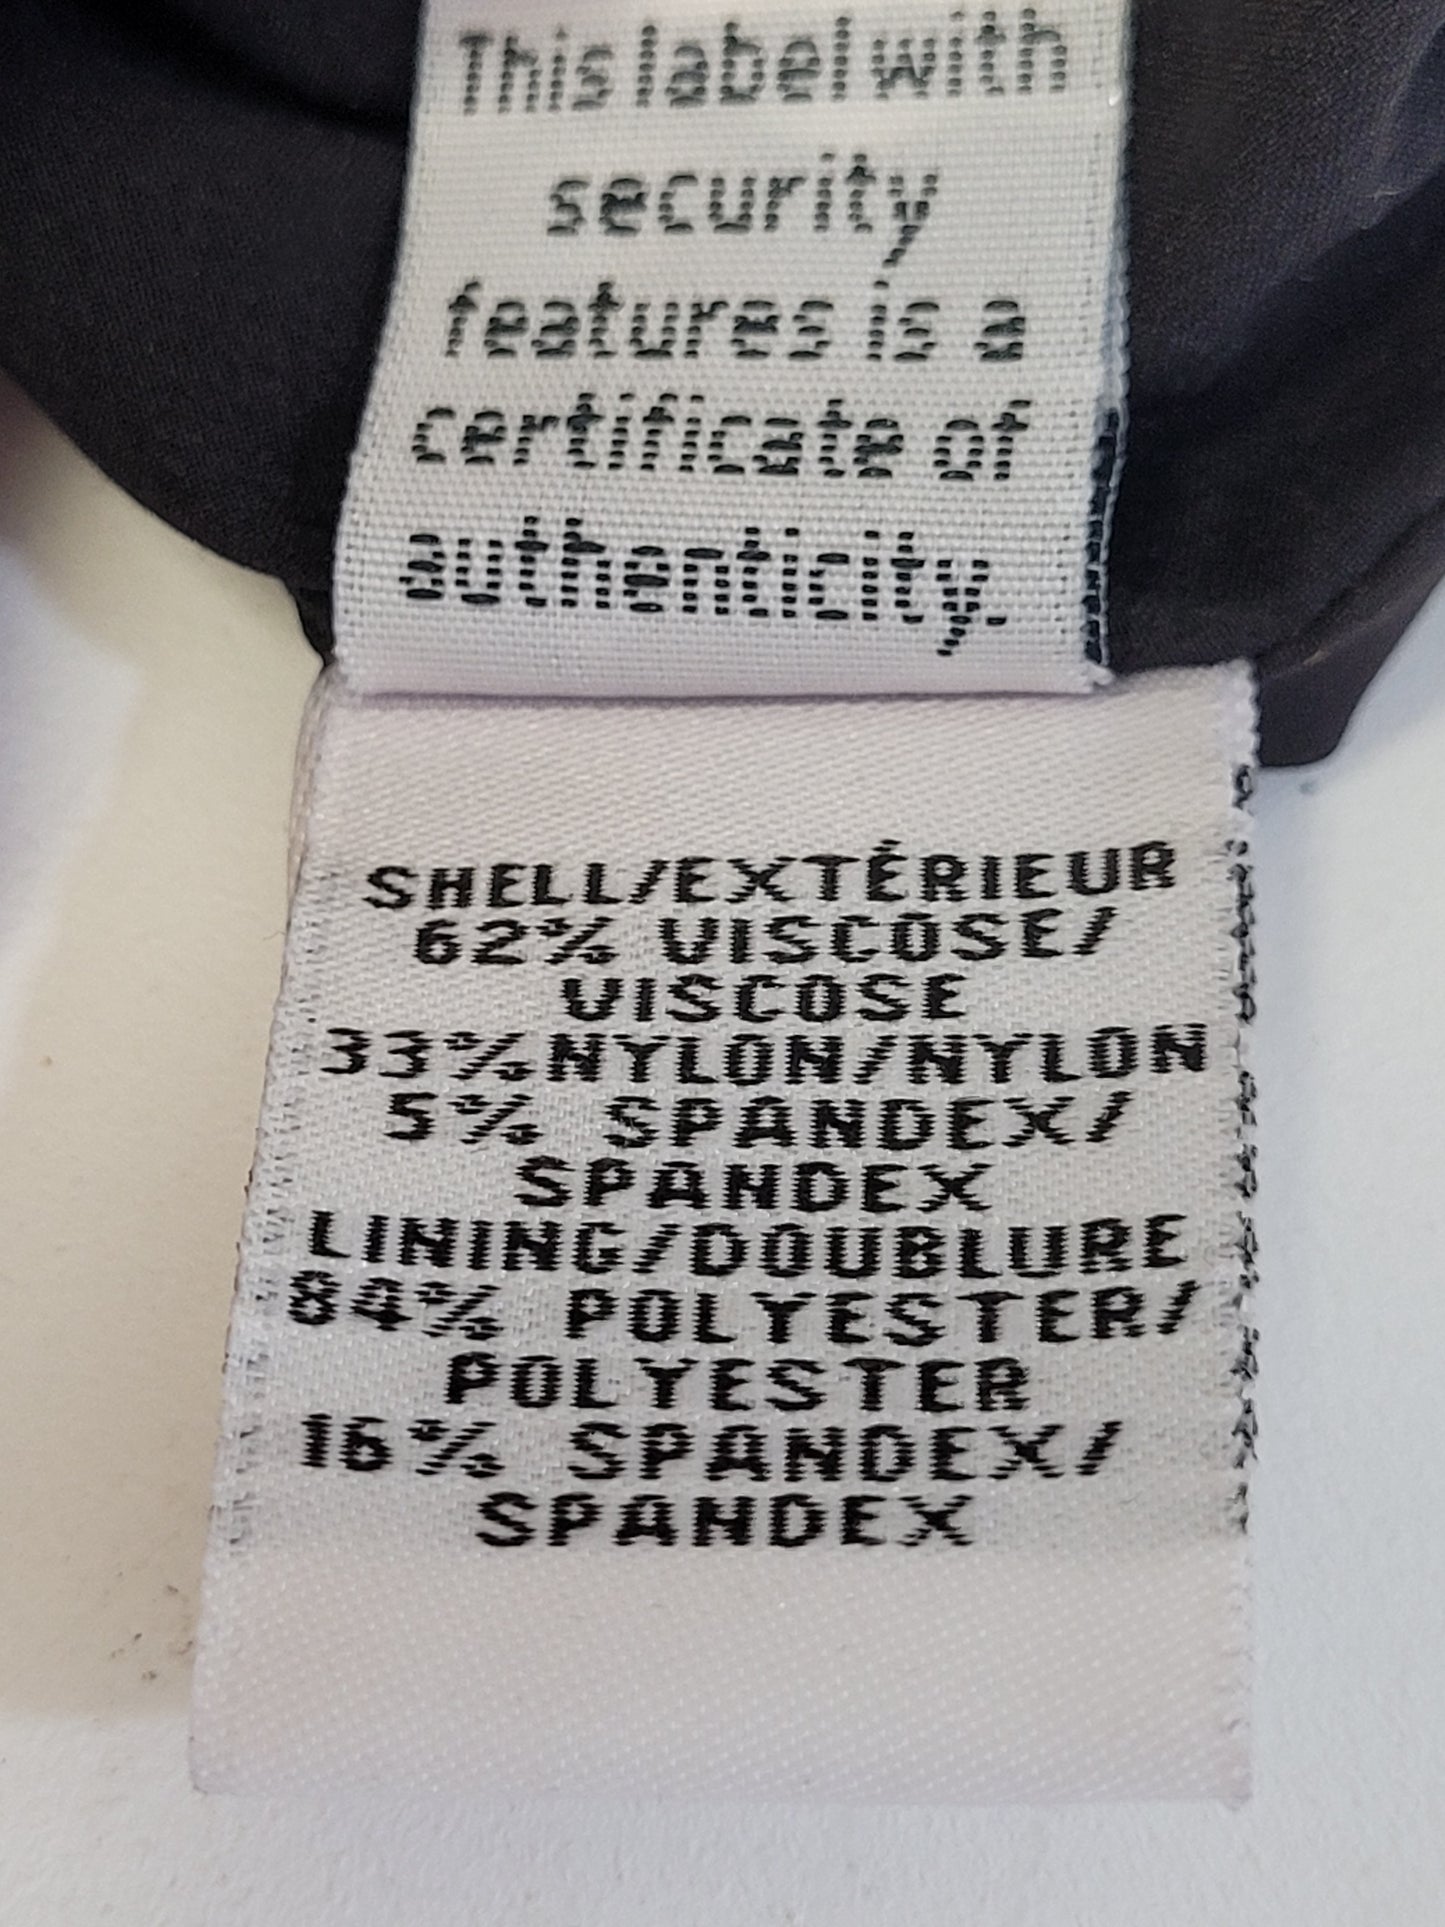 This label with
security
features is a
certificate of
authenticity.
SHELL/EXTÉRIEUR
62% VISCOSE/
VISCOSE
33%NYLON/NYLON
5% SPANDEX/
SPANDEX
LINING/DOUBLURE
84% POLYESTER/
POLYESTER
16% SPANDEX/
SPANDEX